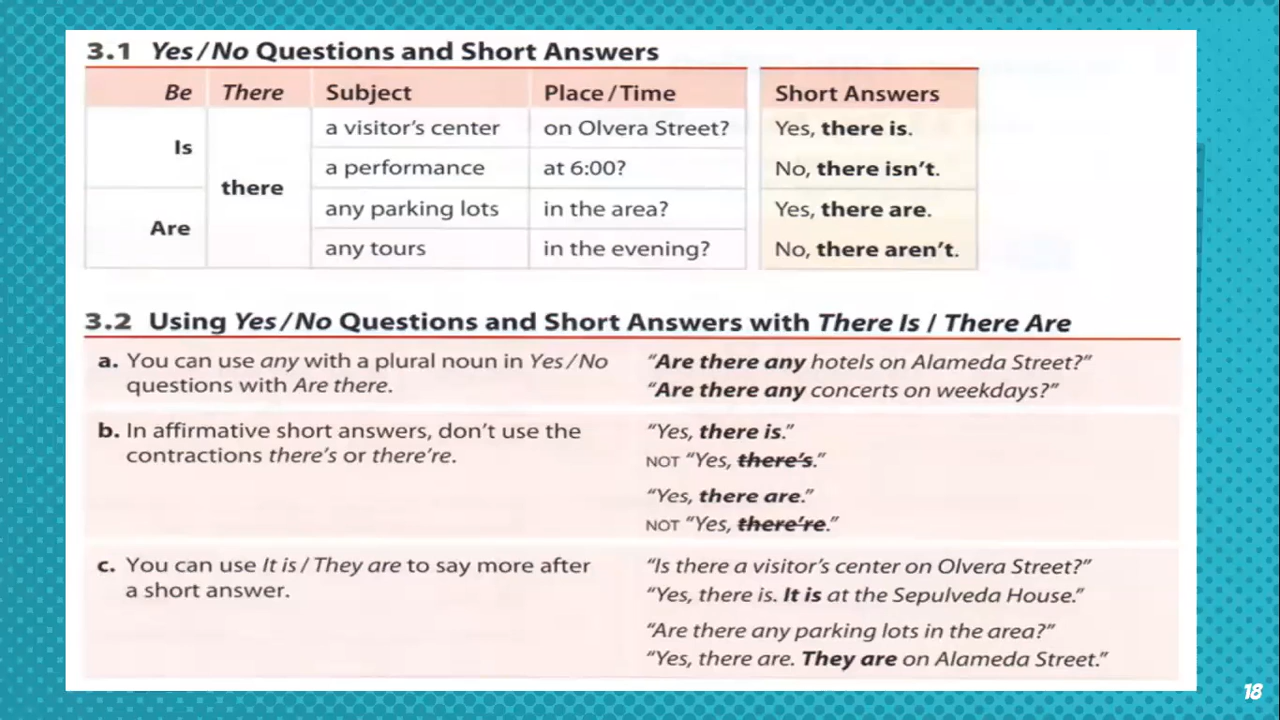 3.1 Yes/No Questions and Short Answers
Be There Subject Place/Time Short Answers
Is there a visitor's center on Olvera Street? Yes, there is.
a performance at 6:00? No, there isn't.
Are any parking lots in the area? Yes, there are.
any tours in the evening? No, there aren't.
3.2 Using Yes/No Questions and Short Answers with There Is / There Are
a. You can use any with a plural noun in Yes/No
questions with Are there.
"Are there any hotels on Alameda Street?"
"Are there any concerts on weekdays?"
b. In affirmative short answers, don't use the
contractions there's or there're.
"Yes, there is."
NOT "Yes, there's."
"Yes, there are."
NOT "Yes, there're."
c. You can use It is / They are to say more after
a short answer.
"Is there a visitor's center on Olvera Street?"
"Yes, there is. It is at the Sepulveda House."
"Are there any parking lots in the area?"
"Yes, there are. They are on Alameda Street."
18